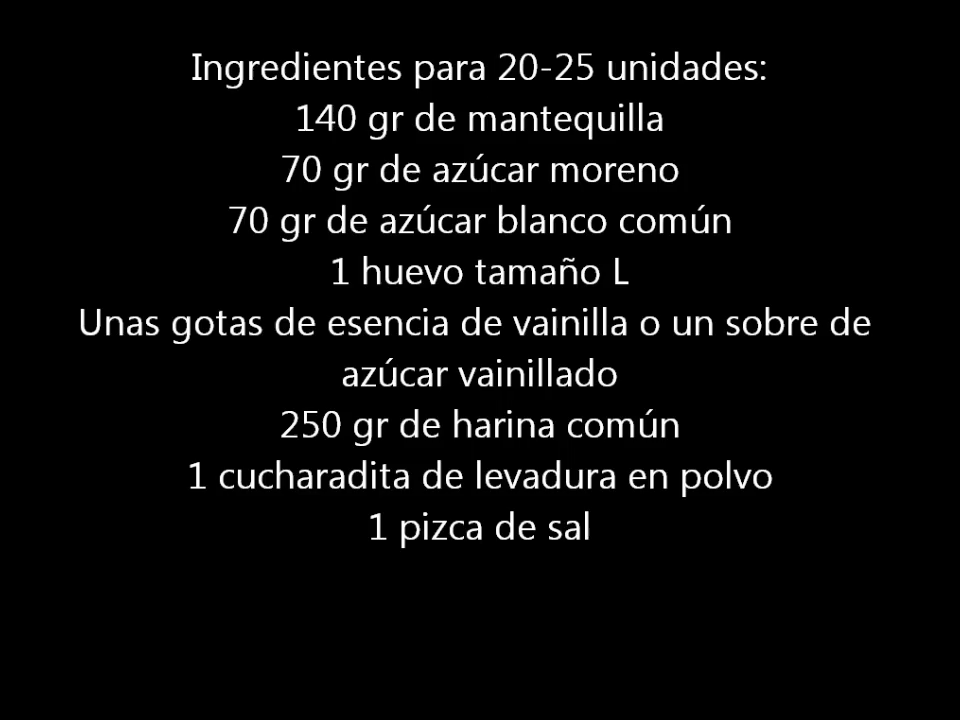 Ingredientes para 20-25 unidades:
140 gr de mantequilla
70 gr de azúcar moreno
70 gr de azúcar blanco común
1 huevo tamaño L
Unas gotas de esencia de vainilla o un sobre de
azúcar vainillado
250 gr de harina común
1 cucharadita de levadura en polvo
1 pizca de sal